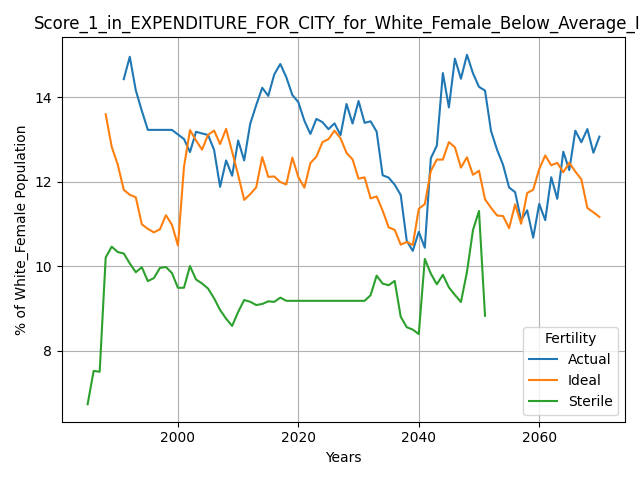 Score_1_in_EXPENDITURE_FOR_CITY_for_White_Female_Below_Average_I
14
12
10
8
% of White_Female Population
2000
2020
2040
2060
Years
Fertility
Actual
Ideal
Sterile